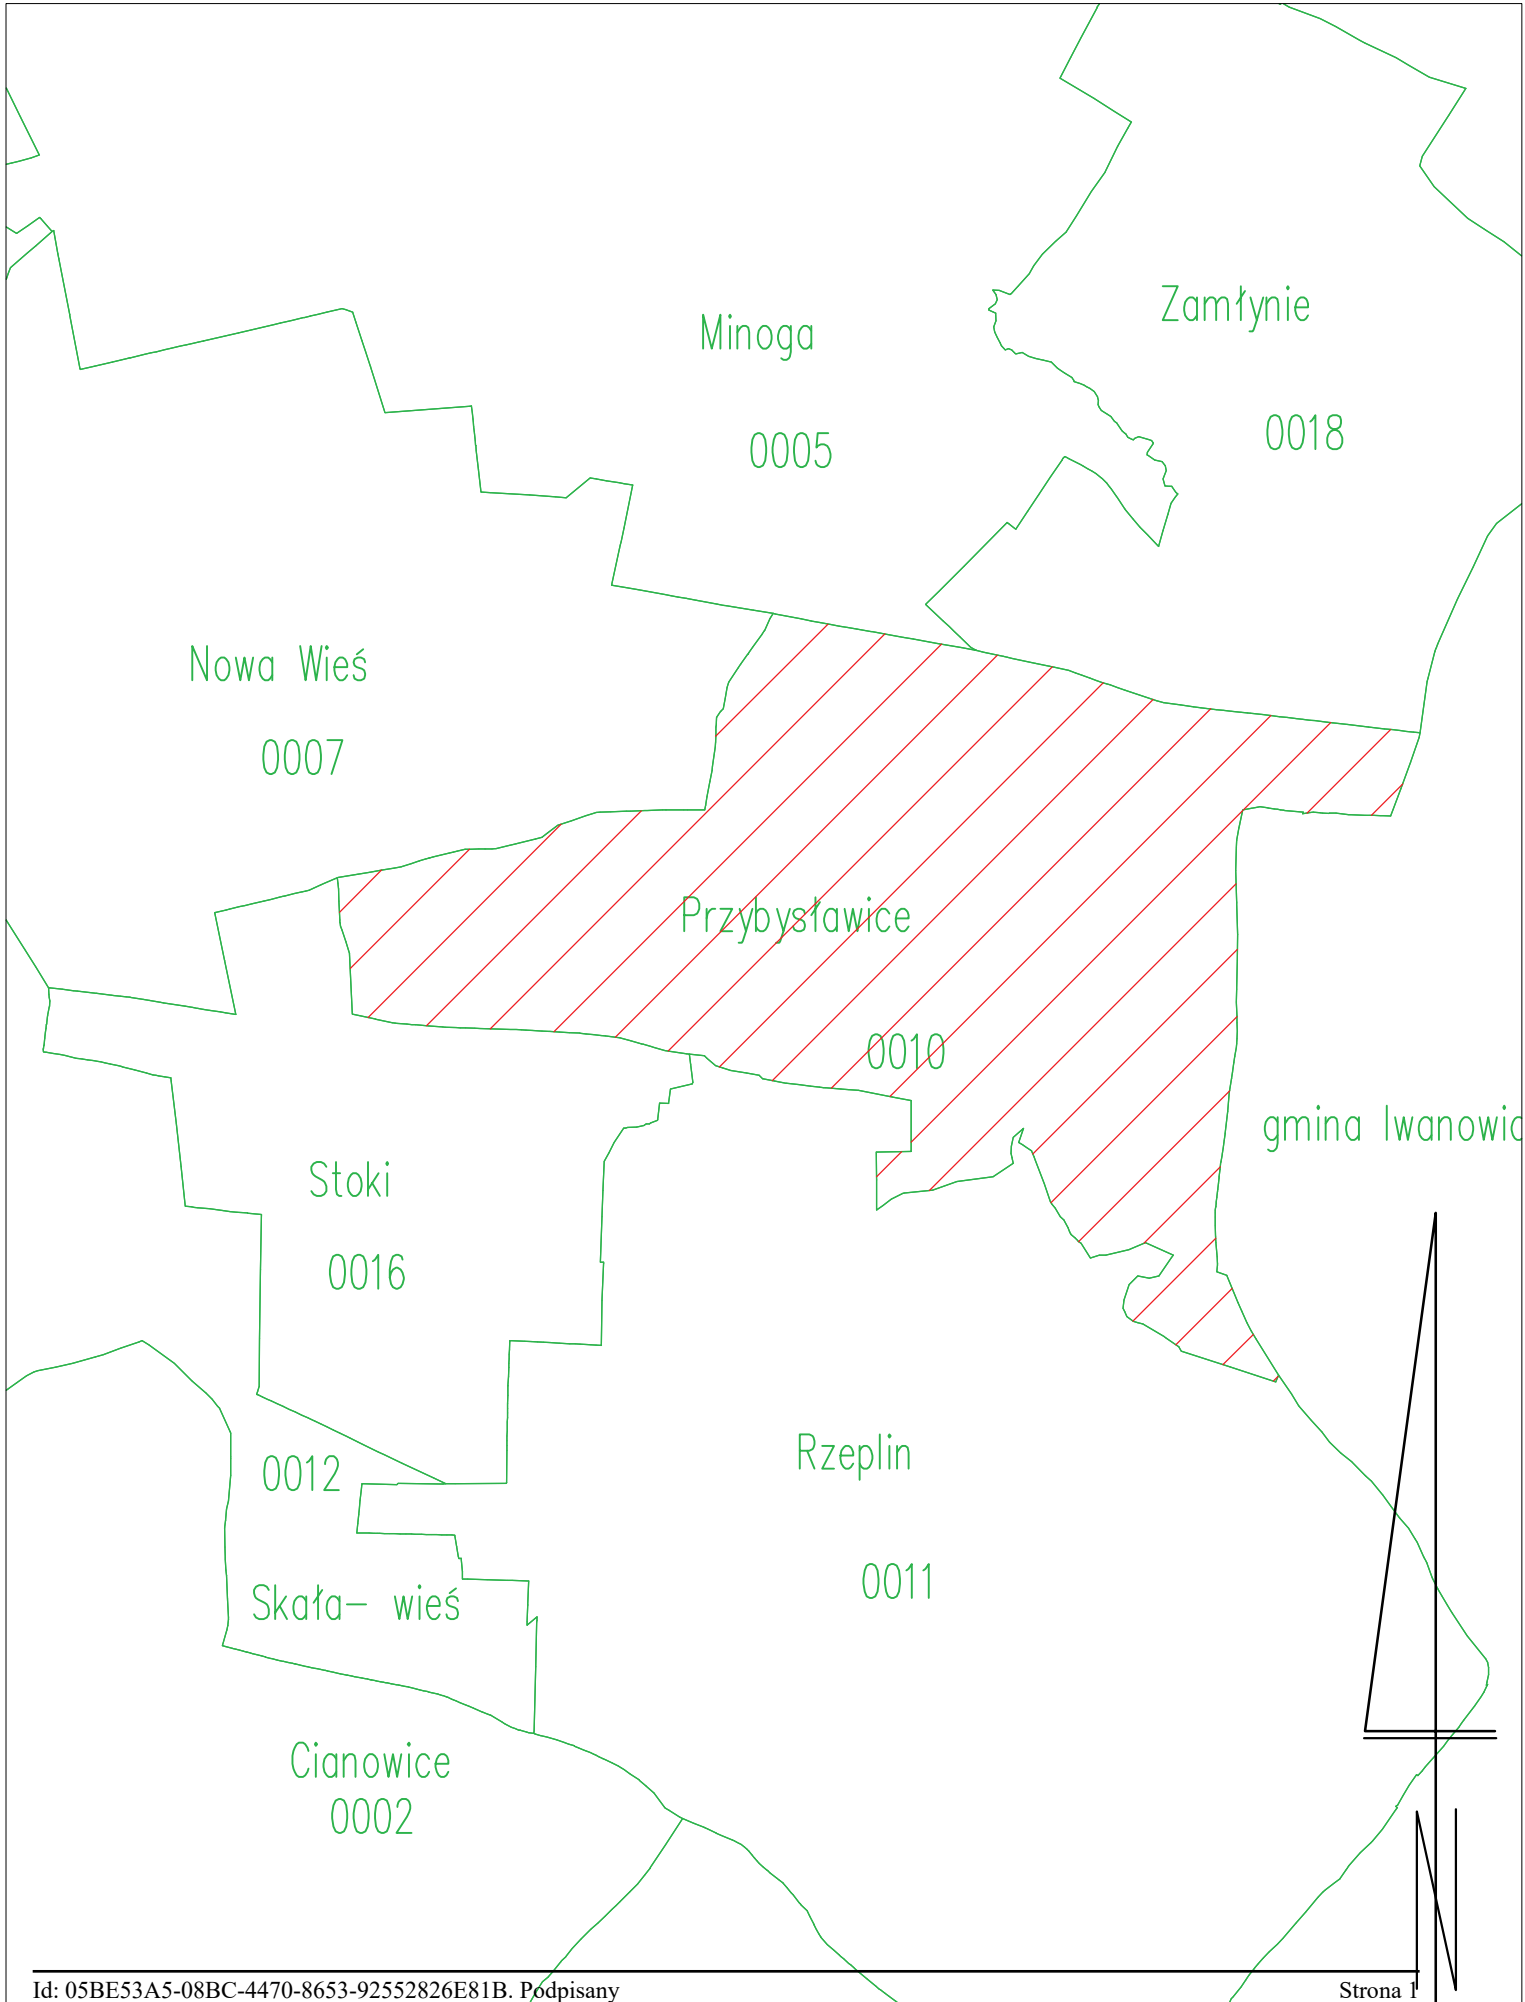 Zamłynie
Minoga
0018
0005
Nowa Wieś
0007
Przybysławice
0010
gmina Iwanowic
Stoki
0016
Rzeplin
0012
0011
Skała– wieś
Cianowice
0002
N
Id: 05BE53A5-08BC-4470-8653-92552826E81B. Podpisany
Strona 1